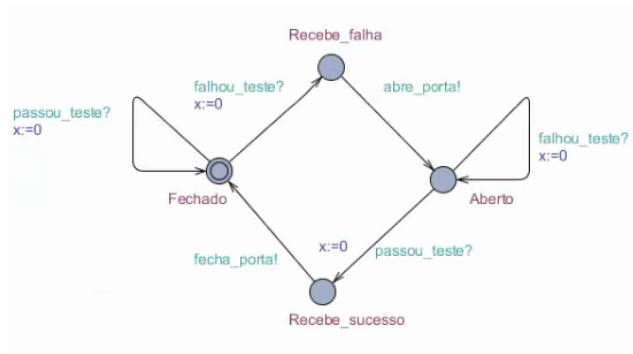 Recebe_falha
falhou_teste?
x:=0
abre_porta!
passou_teste?
x:=0
falhou_teste?
x:=0
Fechado
Aberto
x:=0
passou_teste?
fecha_porta!
Recebe_sucesso